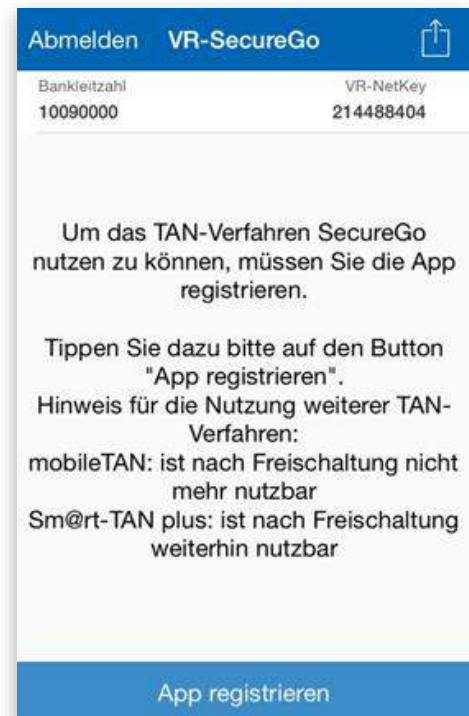 Abmelden VR-SecureGo
Bankleitzahl VR-NetKey
10090000 214488404
Um das TAN-Verfahren SecureGo
nutzen zu können, müssen Sie die App
registrieren.
Tippen Sie dazu bitte auf den Button
"App registrieren".
Hinweis für die Nutzung weiterer TAN-
Verfahren:
mobileTAN: ist nach Freischaltung nicht
mehr nutzbar
Sm@rt-TAN plus: ist nach Freischaltung
weiterhin nutzbar
App registrieren